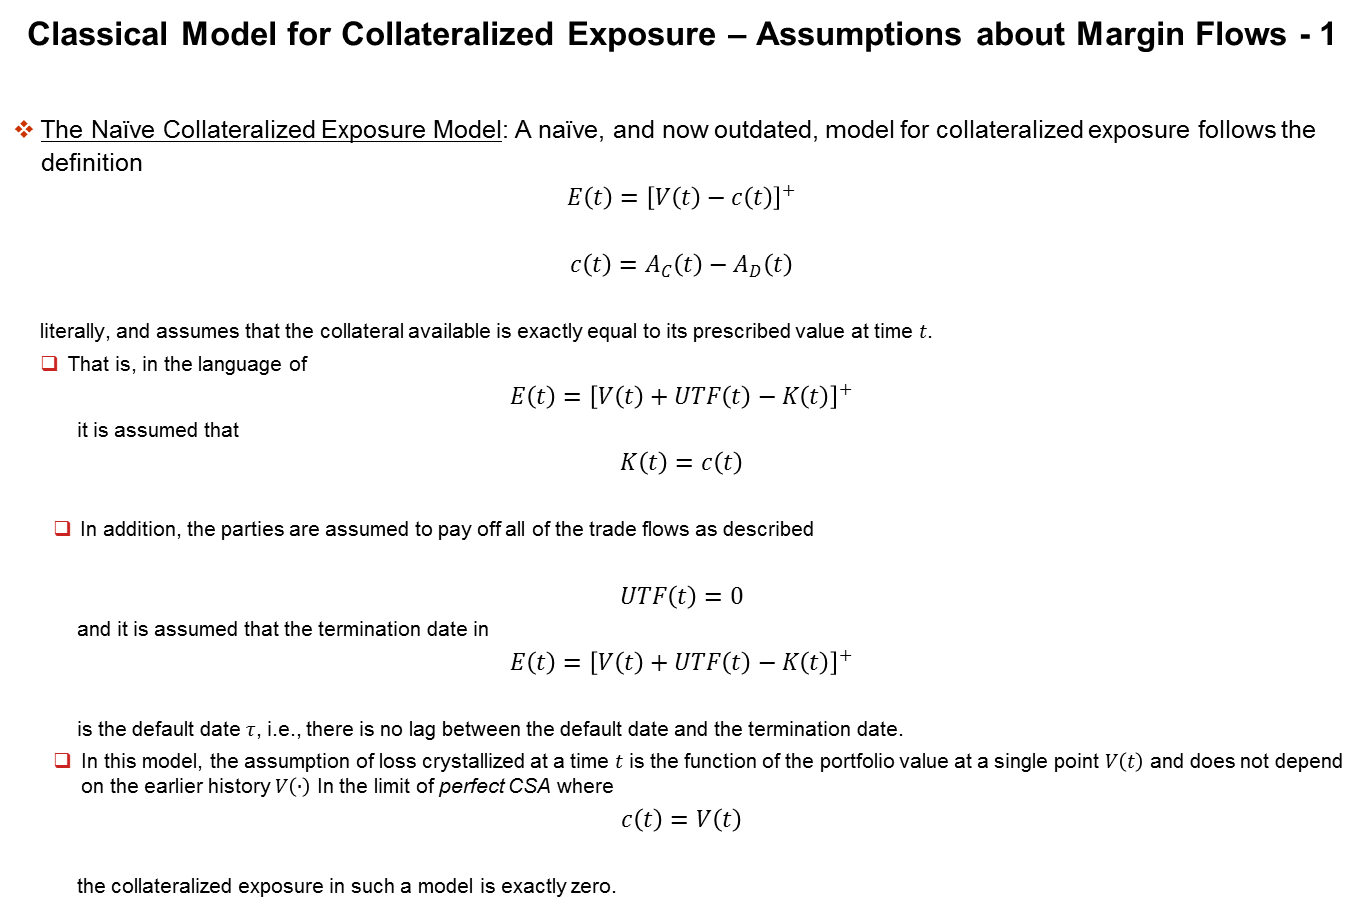 Classical Model for Collateralized Exposure – Assumptions about Margin Flows - 1
❖ The Naïve Collateralized Exposure Model: A naïve, and now outdated, model for collateralized exposure follows the
definition
E(t) = [V(t) − c(t)]⁺
c(t) = A_C(t) − A_D(t)
literally, and assumes that the collateral available is exactly equal to its prescribed value at time t.
❑ That is, in the language of
E(t) = [V(t) + UTF(t) − K(t)]⁺
it is assumed that
K(t) = c(t)
❑ In addition, the parties are assumed to pay off all of the trade flows as described
UTF(t) = 0
and it is assumed that the termination date in
E(t) = [V(t) + UTF(t) − K(t)]⁺
is the default date τ, i.e., there is no lag between the default date and the termination date.
❑ In this model, the assumption of loss crystallized at a time t is the function of the portfolio value at a single point V(t) and does not depend
on the earlier history V(·) In the limit of perfect CSA where
c(t) = V(t)
the collateralized exposure in such a model is exactly zero.